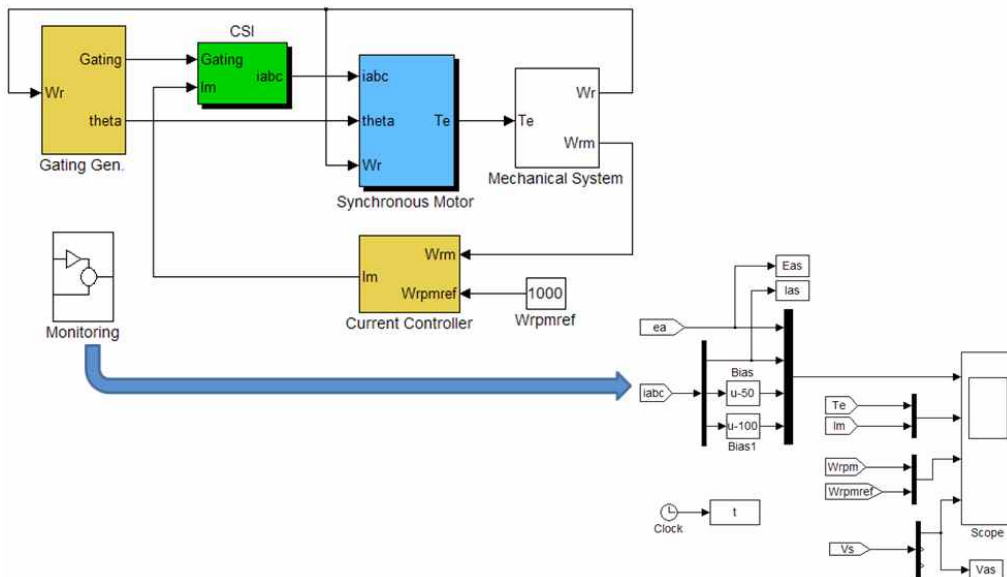 CSI
Gating
Gating
iabc
iabc
Im
Wr
Wr
theta
theta
Te
Te
Wrm
Wr
Gating Gen.
Synchronous Motor
Mechanical System
Wrm
Im
Wrpmref
1000
Current Controller
Wrpmref
Monitoring
Eas
Ias
ea
Bias
iabc
u-50
u-100
Bias1
Te
Im
Wrpm
Wrpmref
Clock
t
Scope
Vs
Vas